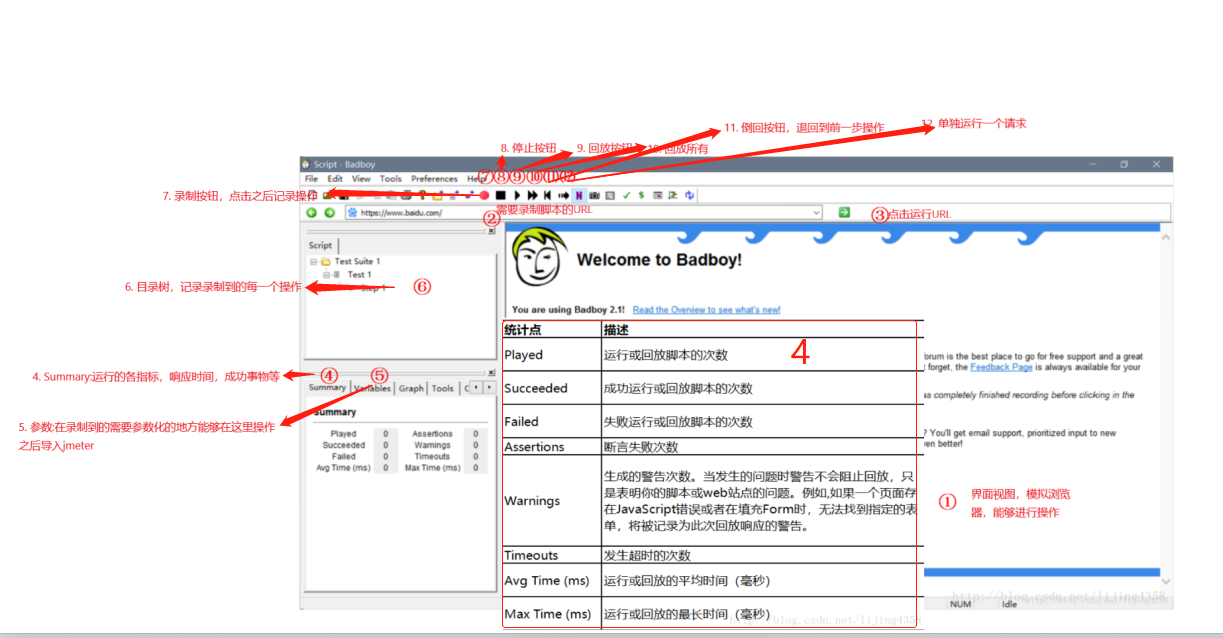 12. 单独运行一个请求
11. 倒回按钮，退回到前一步操作
8. 停止按钮
9. 回放按钮
10. 回放所有
Script - Badboy
File Edit View Tools Preferences Help
⑦⑧⑨⑩⑪⑫
7. 录制按钮，点击之后记录操作
需要录制脚本的URL
https://www.baidu.com/
②
③点击运行URL
Script
Test Suite 1
Test 1
Step 1
6. 目录树，记录录制到的每一个操作
⑥
Welcome to Badboy!
You are using Badboy 2.1! Read the Overview to see what's new!
统计点 描述
Played 运行或回放脚本的次数
4
Succeeded 成功运行或回放脚本的次数
Failed 失败运行或回放脚本的次数
Assertions 断言失败次数
Warnings
生成的警告次数。当发生的问题时警告不会阻止回放，只
是表明你的脚本或web站点的问题。例如,如果一个页面存
在JavaScript错误或者在填充Form时，无法找到指定的表
单，将被记录为此次回放响应的警告。
Timeouts 发生超时的次数
Avg Time (ms) 运行或回放的平均时间（毫秒）
Max Time (ms) 运行或回放的最长时间（毫秒）
orum is the best place to go for free support and a great
forget, the Feedback Page is always available for your
as completely finished recording before clicking in the
? You'll get email support, prioritized input to new
ven better!
① 界面视图，模拟浏览
器，能够进行操作
4. Summary:运行的各指标，响应时间，成功事物等
④ ⑤
Summary Variables Graph Tools C
5. 参数:在录制到的需要参数化的地方能够在这里操作
之后导入jmeter
Summary
Played 0 Assertions 0
Succeeded 0 Warnings 0
Failed 0 Timeouts 0
Avg Time (ms) 0 Max Time (ms) 0
http://blog.csdn.net/lijing4358
NUM Idle
http://blog.csdn.net/lijing4358